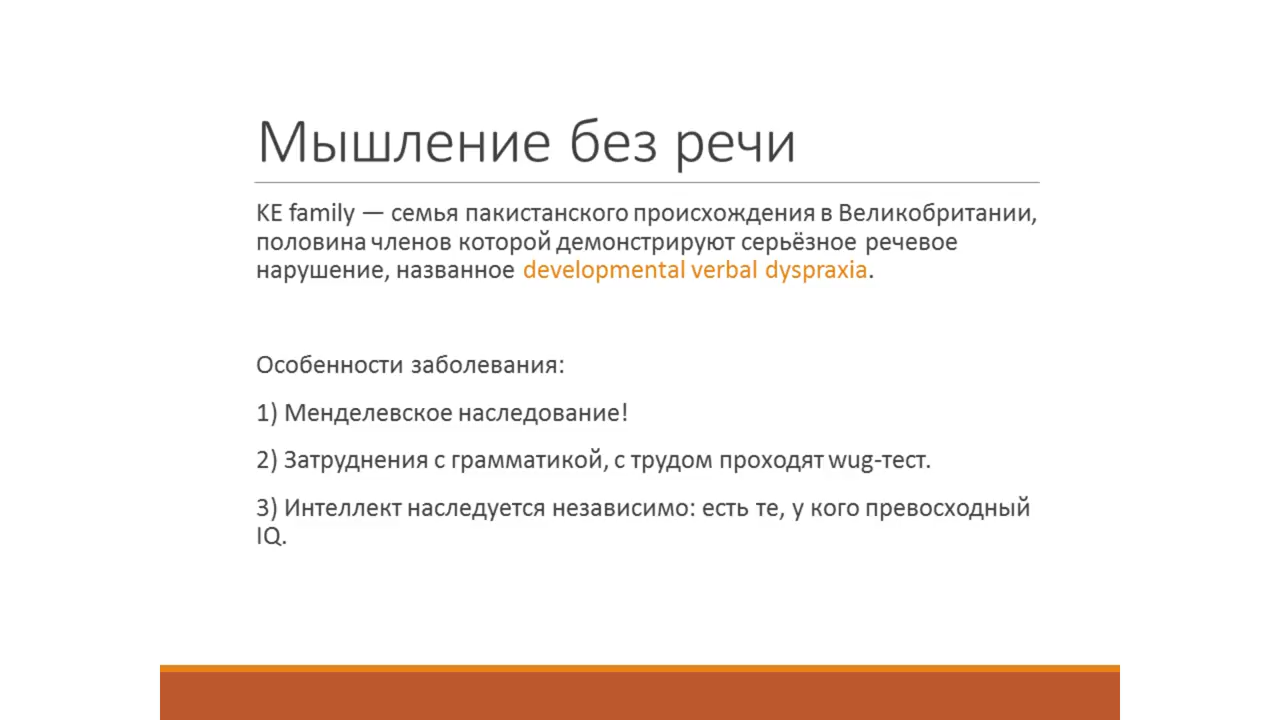 Мышление без речи
KE family — семья пакистанского происхождения в Великобритании,
половина членов которой демонстрируют серьёзное речевое
нарушение, названное developmental verbal dyspraxia.
Особенности заболевания:
1) Менделевское наследование!
2) Затруднения с грамматикой, с трудом проходят wug-тест.
3) Интеллект наследуется независимо: есть те, у кого превосходный
IQ.